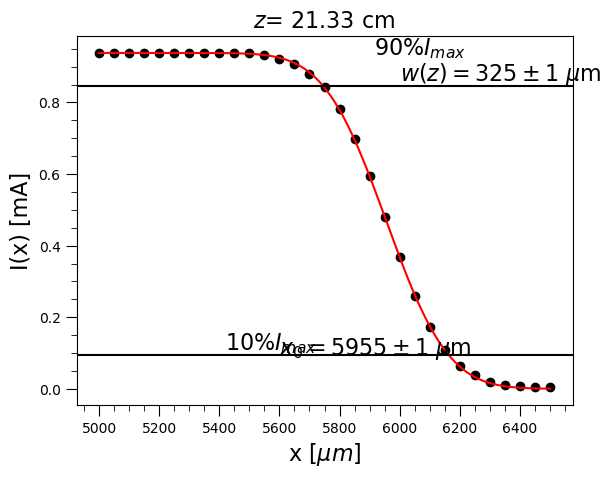 z= 21.33 cm
90%I_max
w(z) = 325 ± 1 μm
0.8
0.6
0.4
0.2
0.0
I(x) [mA]
10%I_max
x_0 = 5955 ± 1 μm
5000 5200 5400 5600 5800 6000 6200 6400
x [μm]